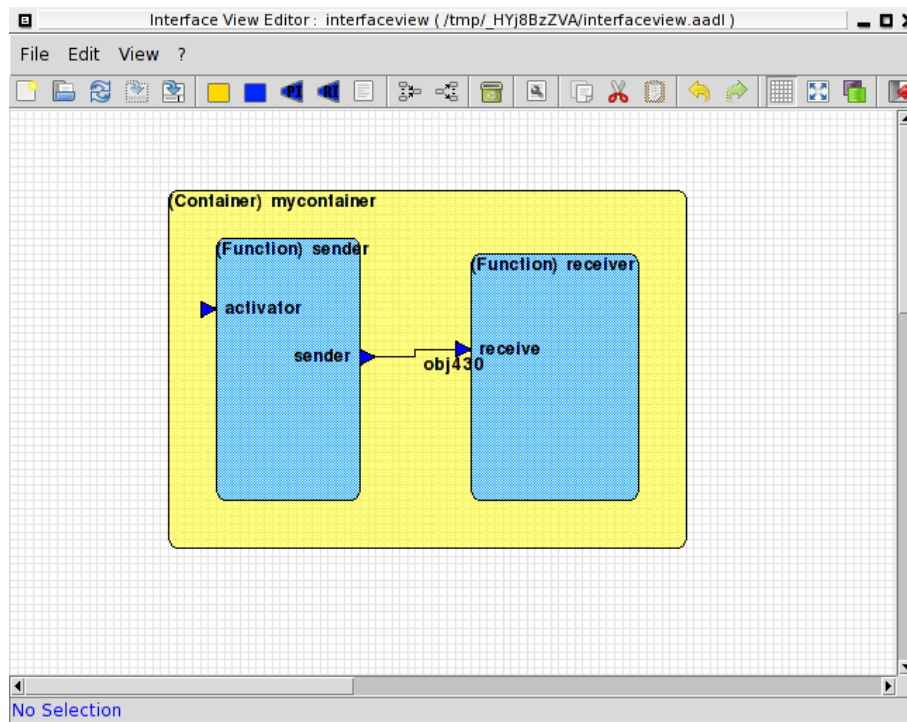 Interface View Editor : interfaceview ( /tmp/_HYj8BzZVA/interfaceview.aadl )
File Edit View ?
PI RI
(Container) mycontainer
(Function) sender
(Function) receiver
activator
sender
receive
obj430
No Selection